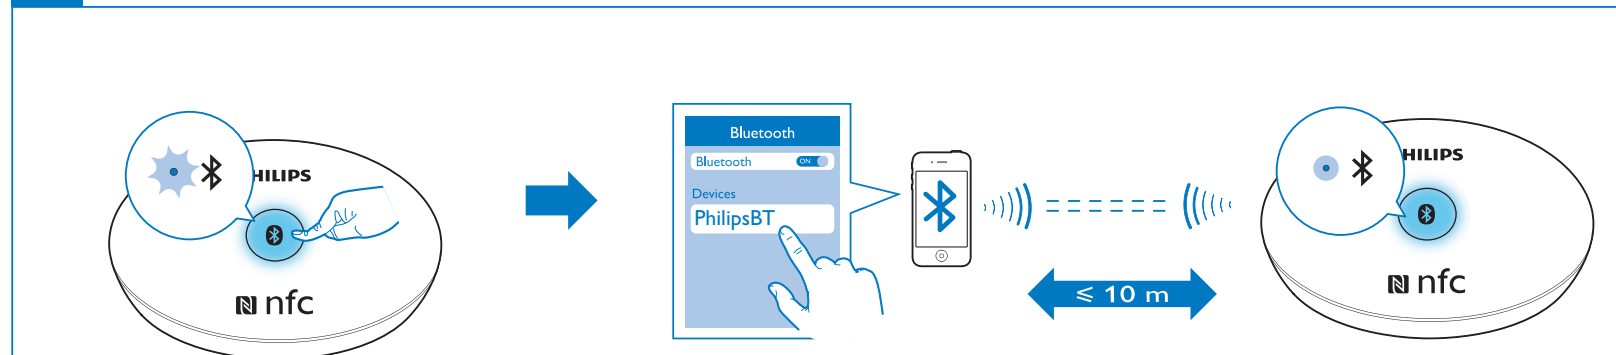 HILIPS
nfc
Bluetooth
Bluetooth ON
Devices
PhilipsBT
≤ 10 m
HILIPS
nfc